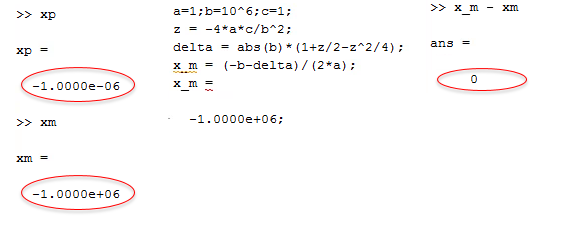 >> xp
xp =
-1.0000e-06
>> xm
xm =
-1.0000e+06
a=1;b=10^6;c=1;
z = -4*a*c/b^2;
delta = abs(b)*(1+z/2-z^2/4);
x_m = (-b-delta)/(2*a);
x_m =
-1.0000e+06;
>> x_m - xm
ans =
0